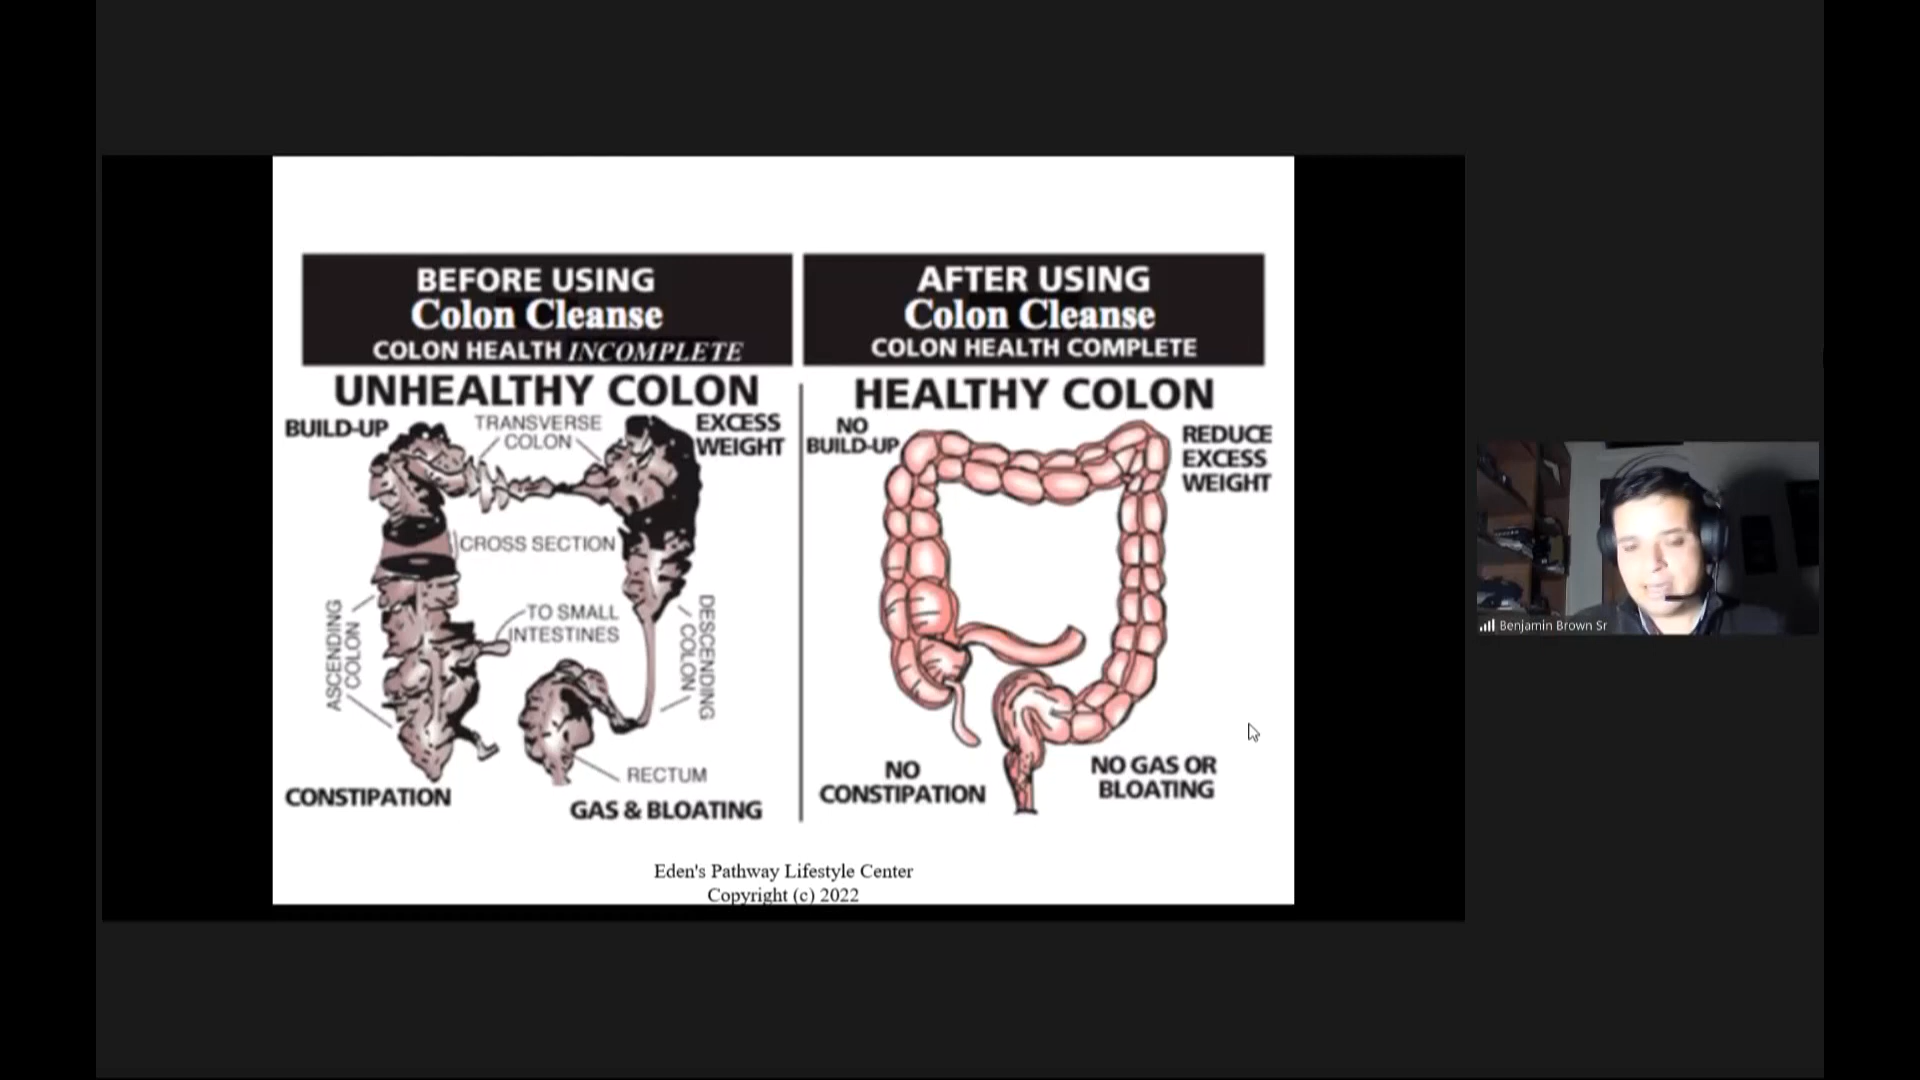 BEFORE USING
Colon Cleanse
COLON HEALTH INCOMPLETE
UNHEALTHY COLON
BUILD-UP
TRANSVERSE
COLON
EXCESS
WEIGHT
CROSS SECTION
TO SMALL
INTESTINES
ASCENDING
COLON
DESCENDING
COLON
RECTUM
CONSTIPATION
GAS & BLOATING
AFTER USING
Colon Cleanse
COLON HEALTH COMPLETE
HEALTHY COLON
NO
BUILD-UP
REDUCE
EXCESS
WEIGHT
NO
CONSTIPATION
NO GAS OR
BLOATING
Eden's Pathway Lifestyle Center
Copyright (c) 2022
Benjamin Brown Sr